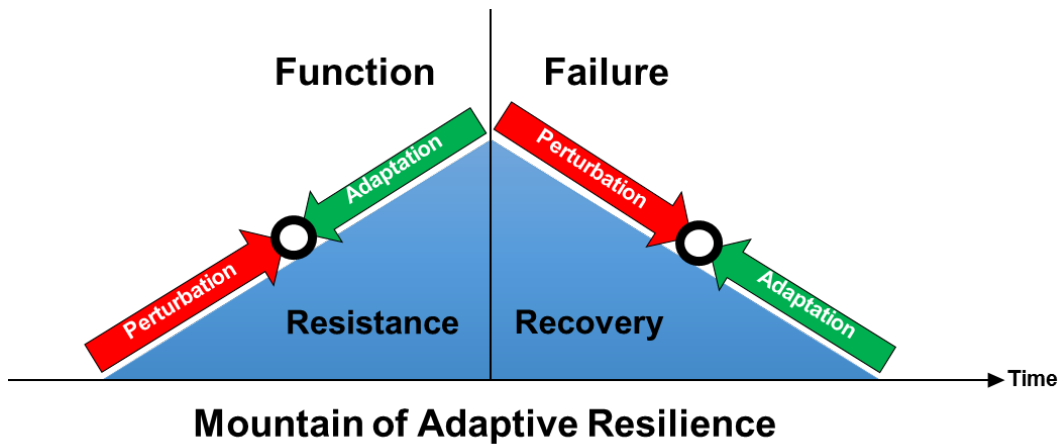 Function
Failure
Adaptation
Perturbation
Perturbation
Adaptation
Resistance
Recovery
Time
Mountain of Adaptive Resilience